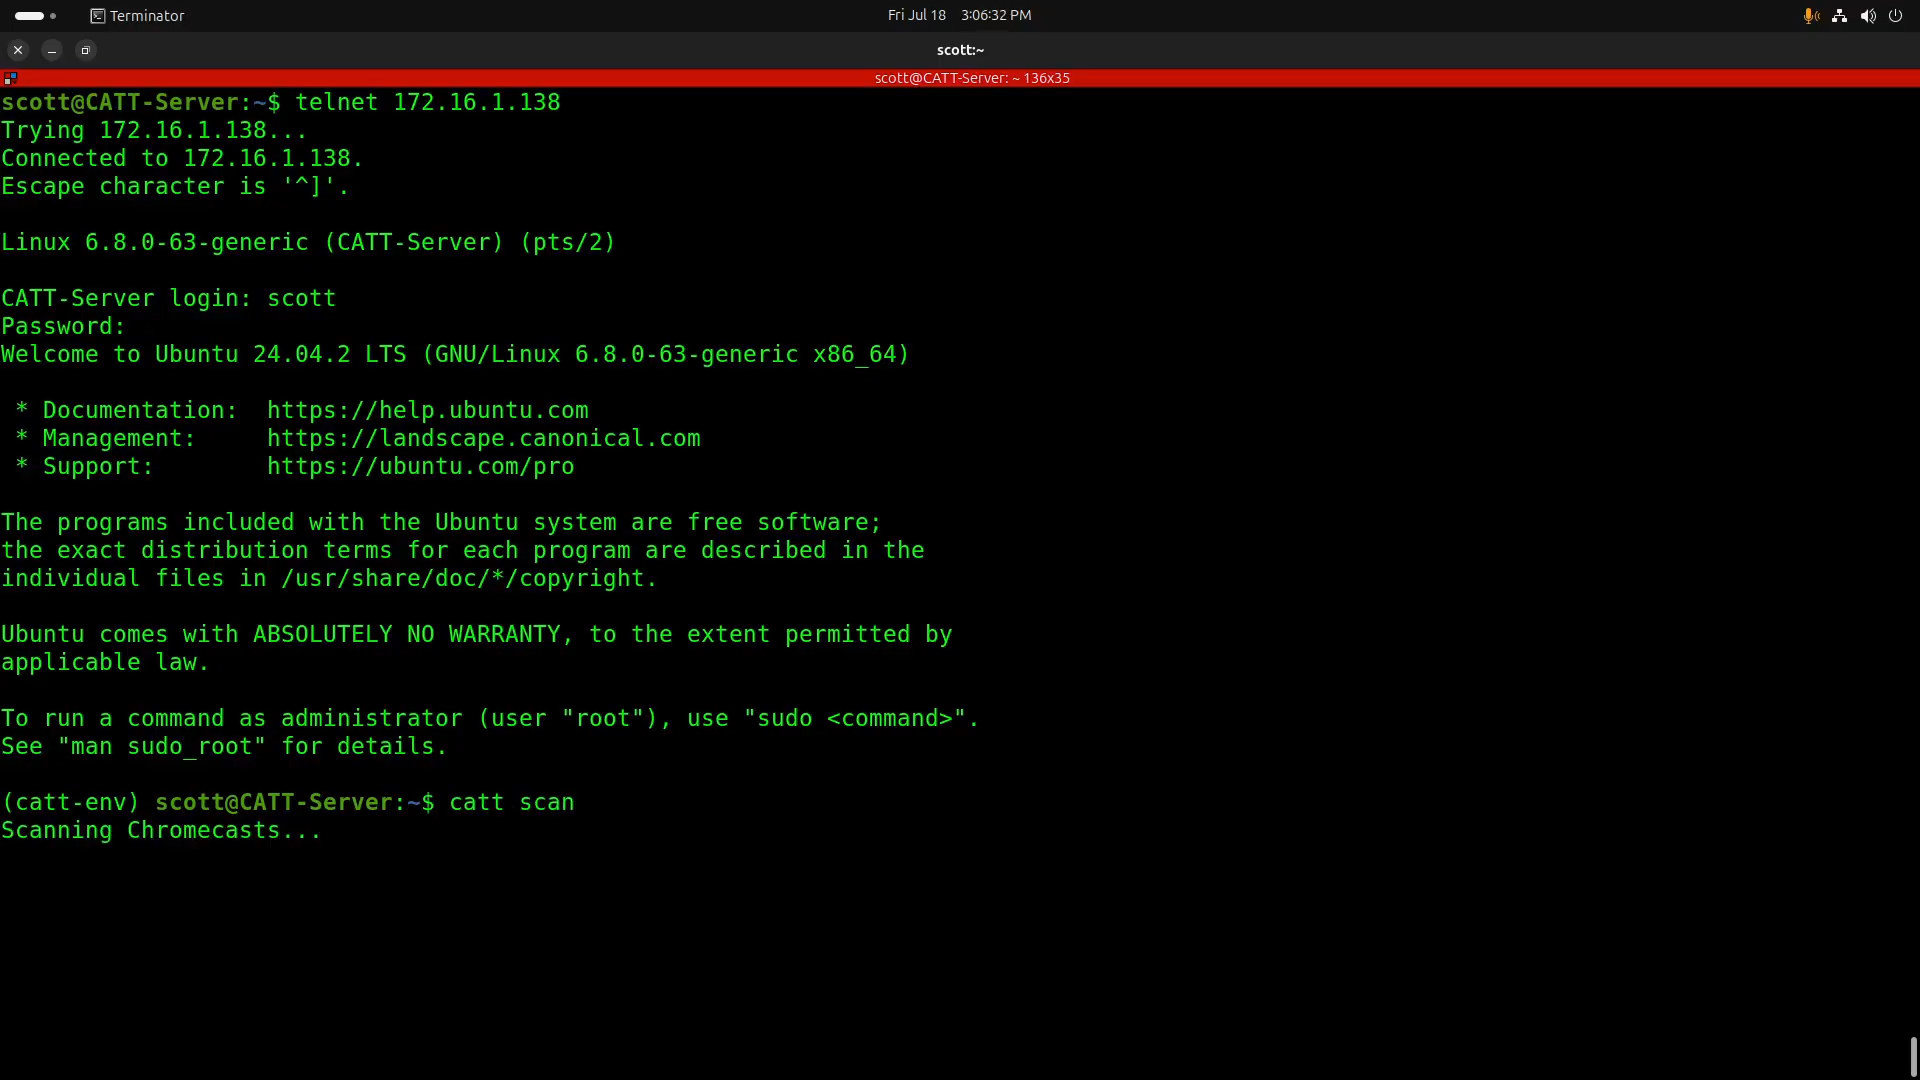 Terminator
Fri Jul 18 3:06:32 PM
scott:~
scott@CATT-Server: ~ 136x35
scott@CATT-Server:~$ telnet 172.16.1.138
Trying 172.16.1.138...
Connected to 172.16.1.138.
Escape character is '^]'.
Linux 6.8.0-63-generic (CATT-Server) (pts/2)
CATT-Server login: scott
Password:
Welcome to Ubuntu 24.04.2 LTS (GNU/Linux 6.8.0-63-generic x86_64)
* Documentation:  https://help.ubuntu.com
* Management:     https://landscape.canonical.com
* Support:        https://ubuntu.com/pro
The programs included with the Ubuntu system are free software;
the exact distribution terms for each program are described in the
individual files in /usr/share/doc/*/copyright.
Ubuntu comes with ABSOLUTELY NO WARRANTY, to the extent permitted by
applicable law.
To run a command as administrator (user "root"), use "sudo <command>".
See "man sudo_root" for details.
(catt-env) scott@CATT-Server:~$ catt scan
Scanning Chromecasts...